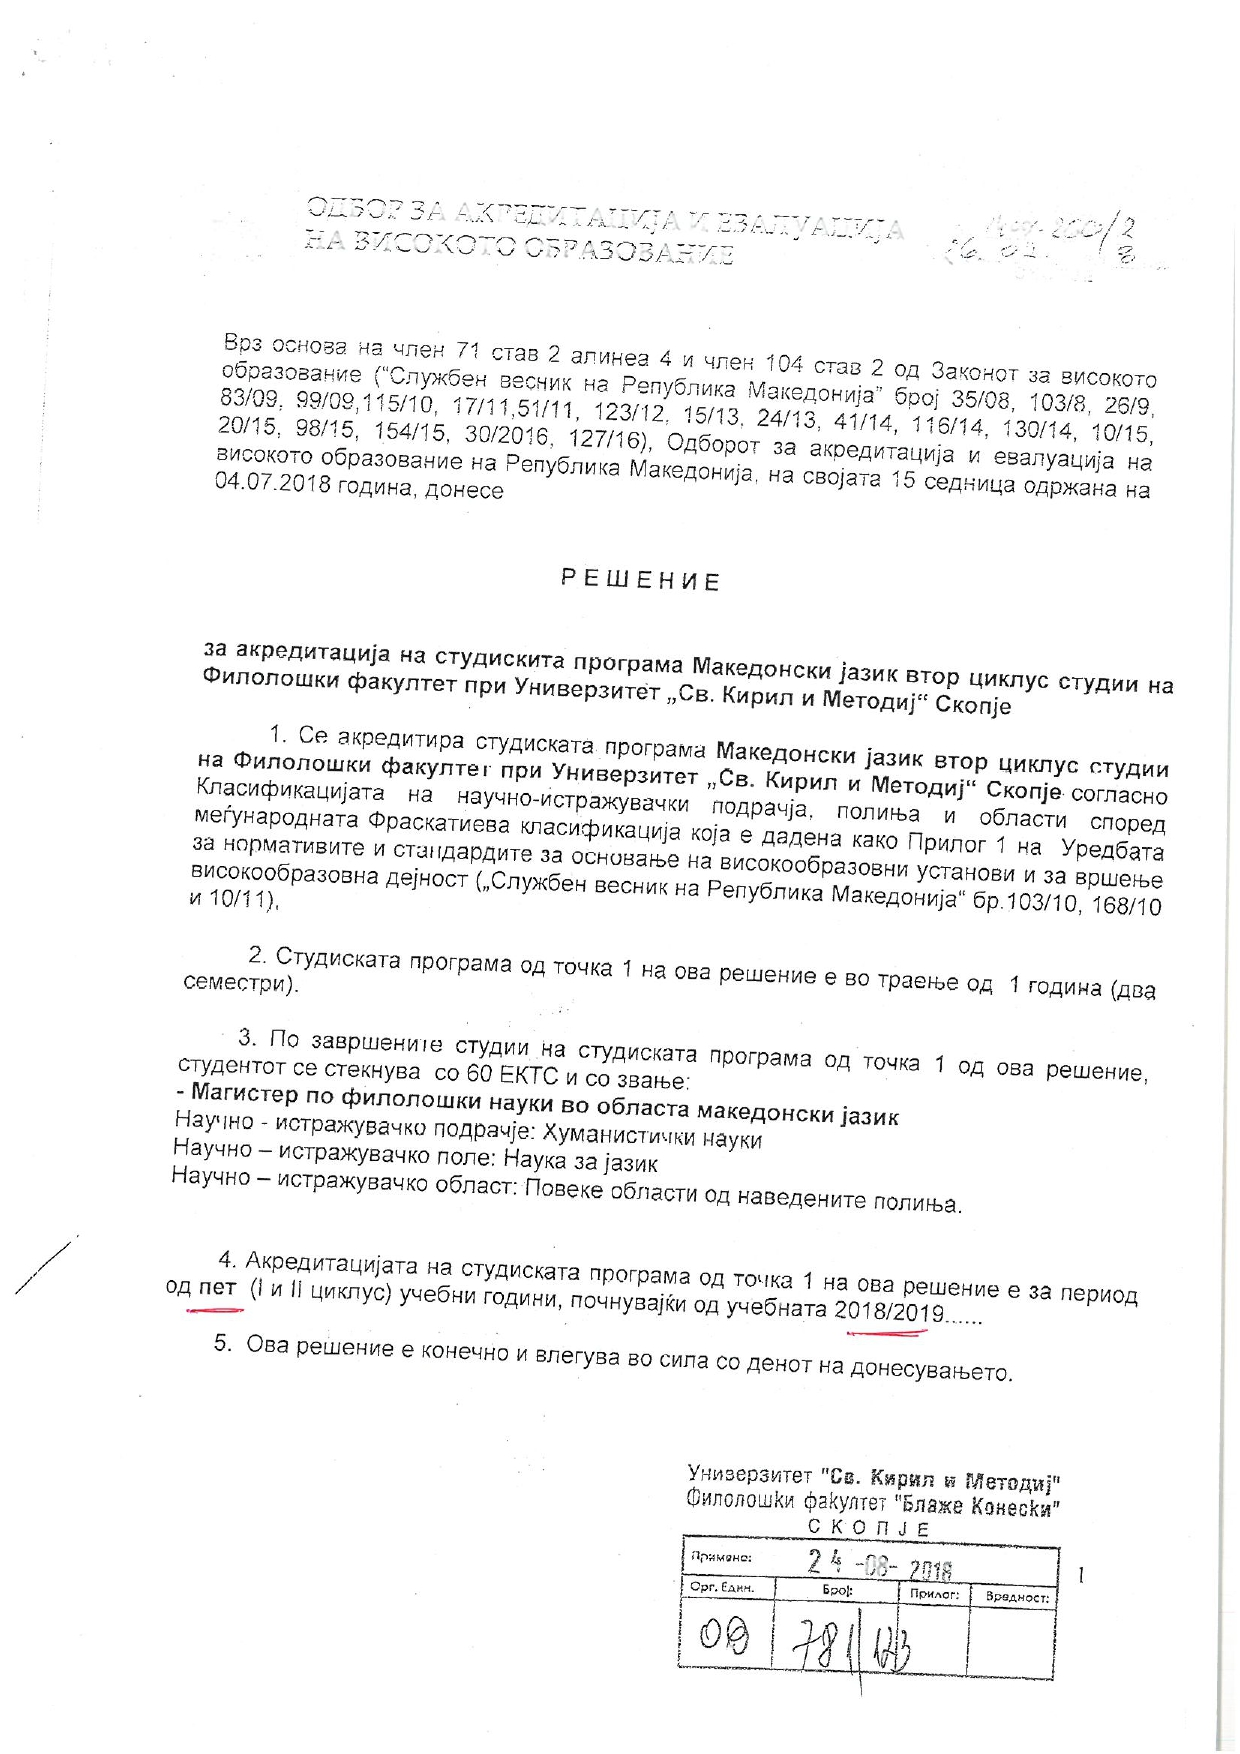 ОДБОР ЗА АКРЕДИТАЦИЈА И ЕВАЛУАЦИЈА
НА ВИСОКОТО ОБРАЗОВАНИЕ
Врз основа на член 71 став 2 алинеа 4 и член 104 став 2 од Законот за високото
образование (“Службен весник на Република Македонија” број 35/08, 103/8, 26/9,
83/09, 99/09,115/10, 17/11,51/11, 123/12, 15/13, 24/13, 41/14, 116/14, 130/14, 10/15,
20/15, 98/15, 154/15, 30/2016, 127/16), Одборот за акредитација и евалуација на
високото образование на Република Македонија, на својата 15 седница одржана на
04.07.2018 година, донесе
Р Е Ш Е Н И Е
за акредитација на студискита програма Македонски јазик втор циклус студии на
Филолошки факултет при Универзитет „Св. Кирил и Методиј“ Скопје
1. Се акредитира студиската програма Македонски јазик втор циклус студии
на Филолошки факултет при Универзитет „Св. Кирил и Методиј“ Скопје согласно
Класификацијата на научно-истражувачки подрачја, полиња и области според
меѓународната Фраскатиева класификација која е дадена како Прилог 1 на Уредбата
за нормативите и стандардите за основање на високообразовни установи и за вршење
високообразовна дејност („Службен весник на Република Македонија“ бр.103/10, 168/10
и 10/11),
2. Студиската програма од точка 1 на ова решение е во траење од 1 година (два
семестри).
3. По завршените студии на студиската програма од точка 1 од ова решение,
студентот се стекнува со 60 ЕКТС и со звање:
- Магистер по филолошки науки во областа македонски јазик
Научно - истражувачко подрачје: Хуманистички науки
Научно – истражувачко поле: Наука за јазик
Научно – истражувачко област: Повеке области од наведените полиња.
4. Акредитацијата на студиската програма од точка 1 на ова решение е за период
од пет (I и II циклус) учебни години, почнувајќи од учебната 2018/2019......
5. Ова решение е конечно и влегува во сила со денот на донесувањето.
Универзитет "Св. Кирил и Методиј"
Филолошки факултет "Блаже Конески"
С К О П Ј Е
Примено: 24 -08- 2018
1
Орг. Един. Број: Прилог: Вредност:
781/123